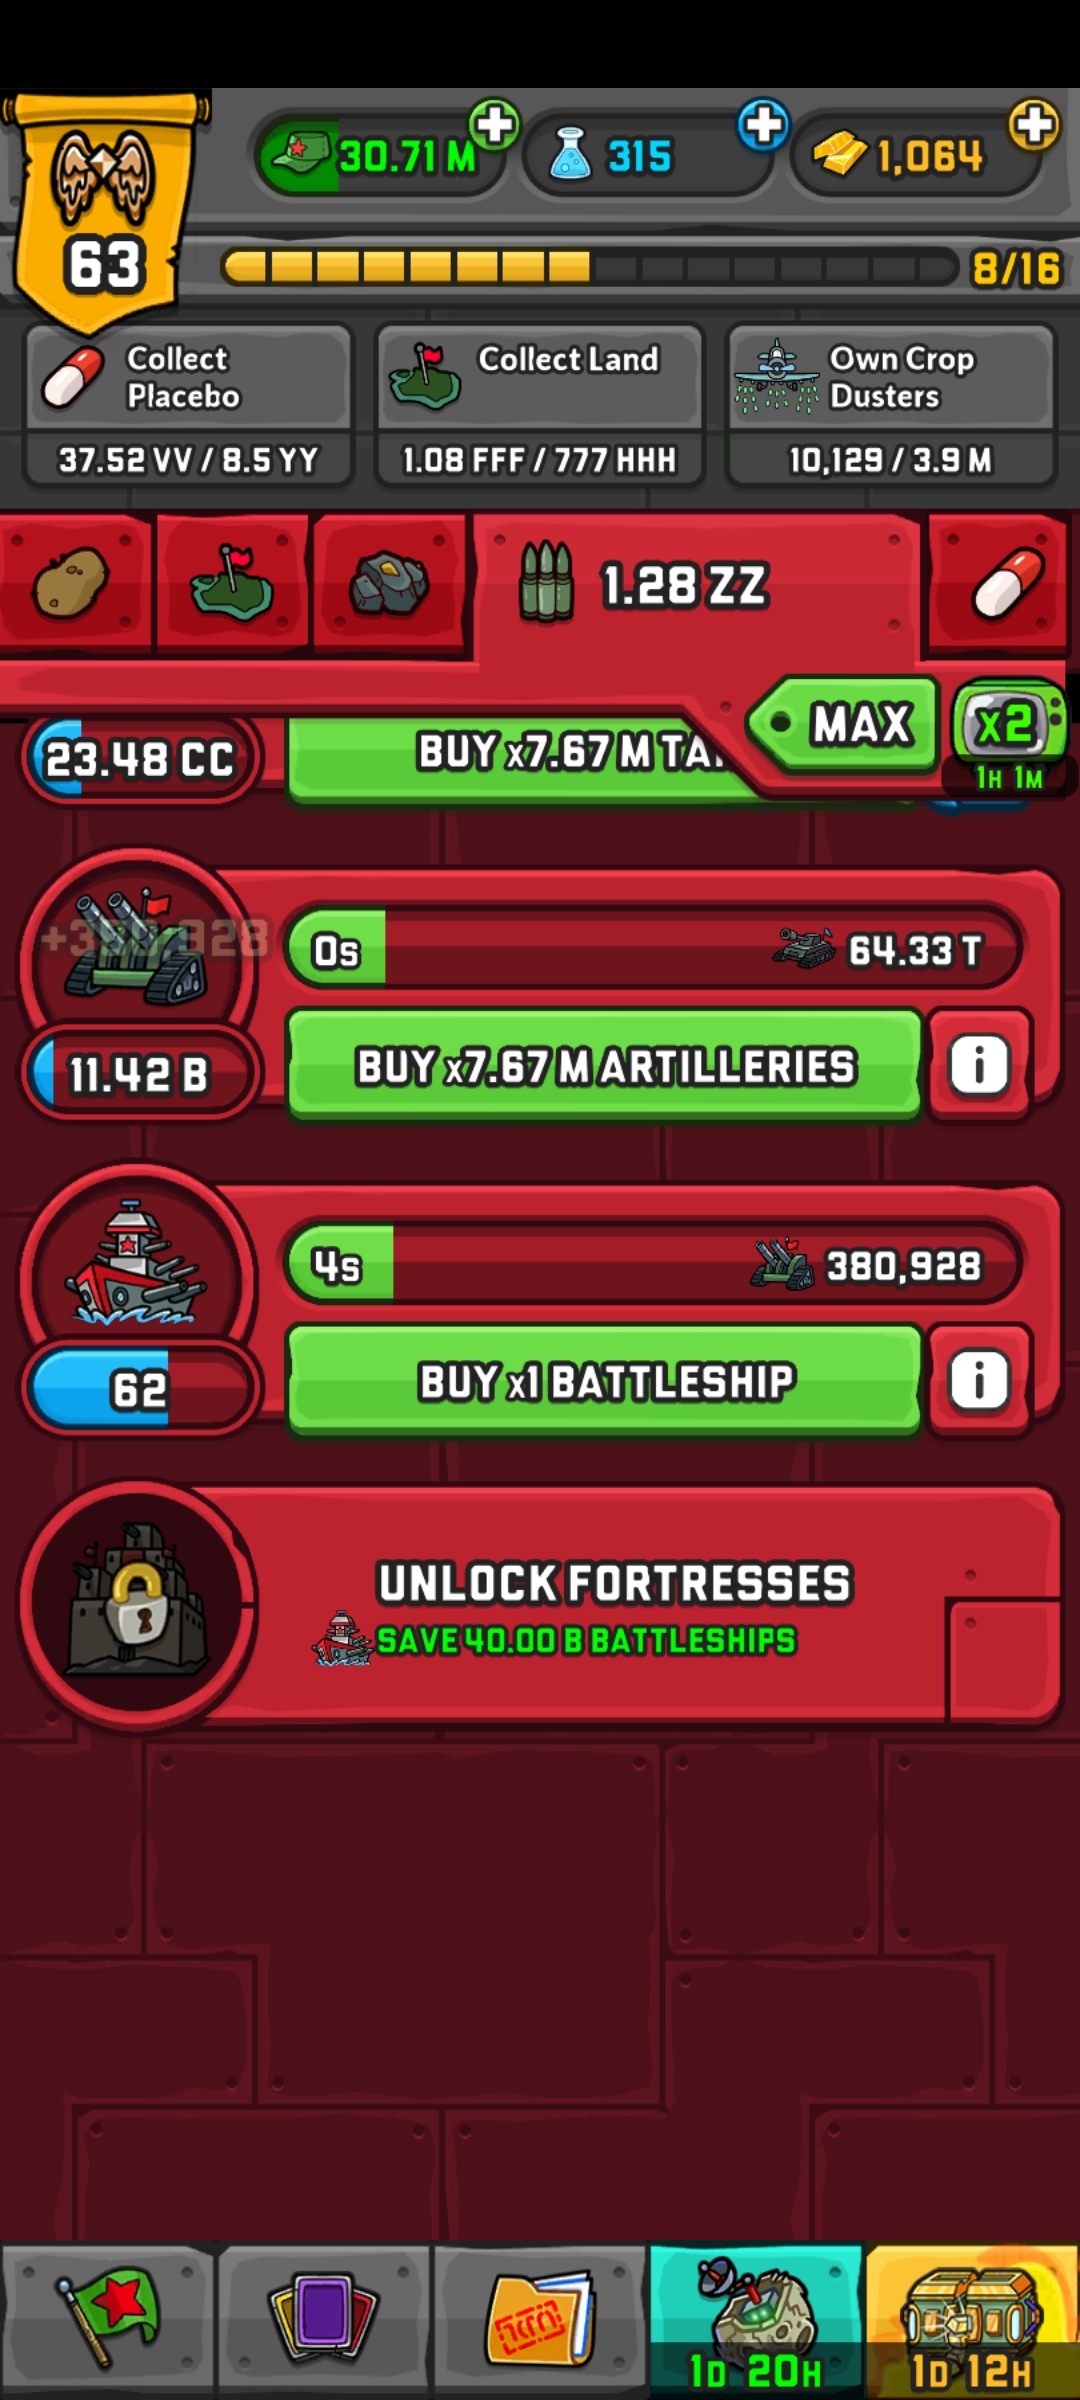 30.71 M
315
1,064
63
8/16
Collect
Placebo
37.52 VV / 8.5 YY
Collect Land
1.08 FFF / 777 HHH
Own Crop
Dusters
10,129 / 3.9 M
1.28 ZZ
MAX
x2
1H 1M
23.48 CC
BUY x7.67 M
0s
64.33 T
11.42 B
BUY x7.67 M ARTILLERIES
i
4s
380,928
62
BUY x1 BATTLESHIP
i
UNLOCK FORTRESSES
SAVE 40.00 B BATTLESHIPS
1D 20H
1D 12H